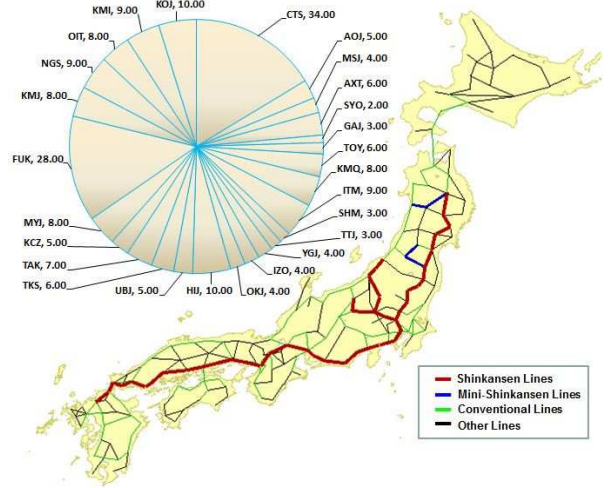 KOJ, 10.00
KMI, 9.00
CTS, 34.00
OIT, 8.00
AOJ, 5.00
NGS, 9.00
MSJ, 4.00
KMJ, 8.00
AXT, 6.00
SYO, 2.00
GAJ, 3.00
TOY, 6.00
FUK, 28.00
KMQ, 8.00
ITM, 9.00
SHM, 3.00
MYJ, 8.00
TTJ, 3.00
KCZ, 5.00
YGJ, 4.00
TAK, 7.00
IZO, 4.00
TKS, 6.00
UBJ, 5.00
HIJ, 10.00
OKJ, 4.00
Shinkansen Lines
Mini-Shinkansen Lines
Conventional Lines
Other Lines